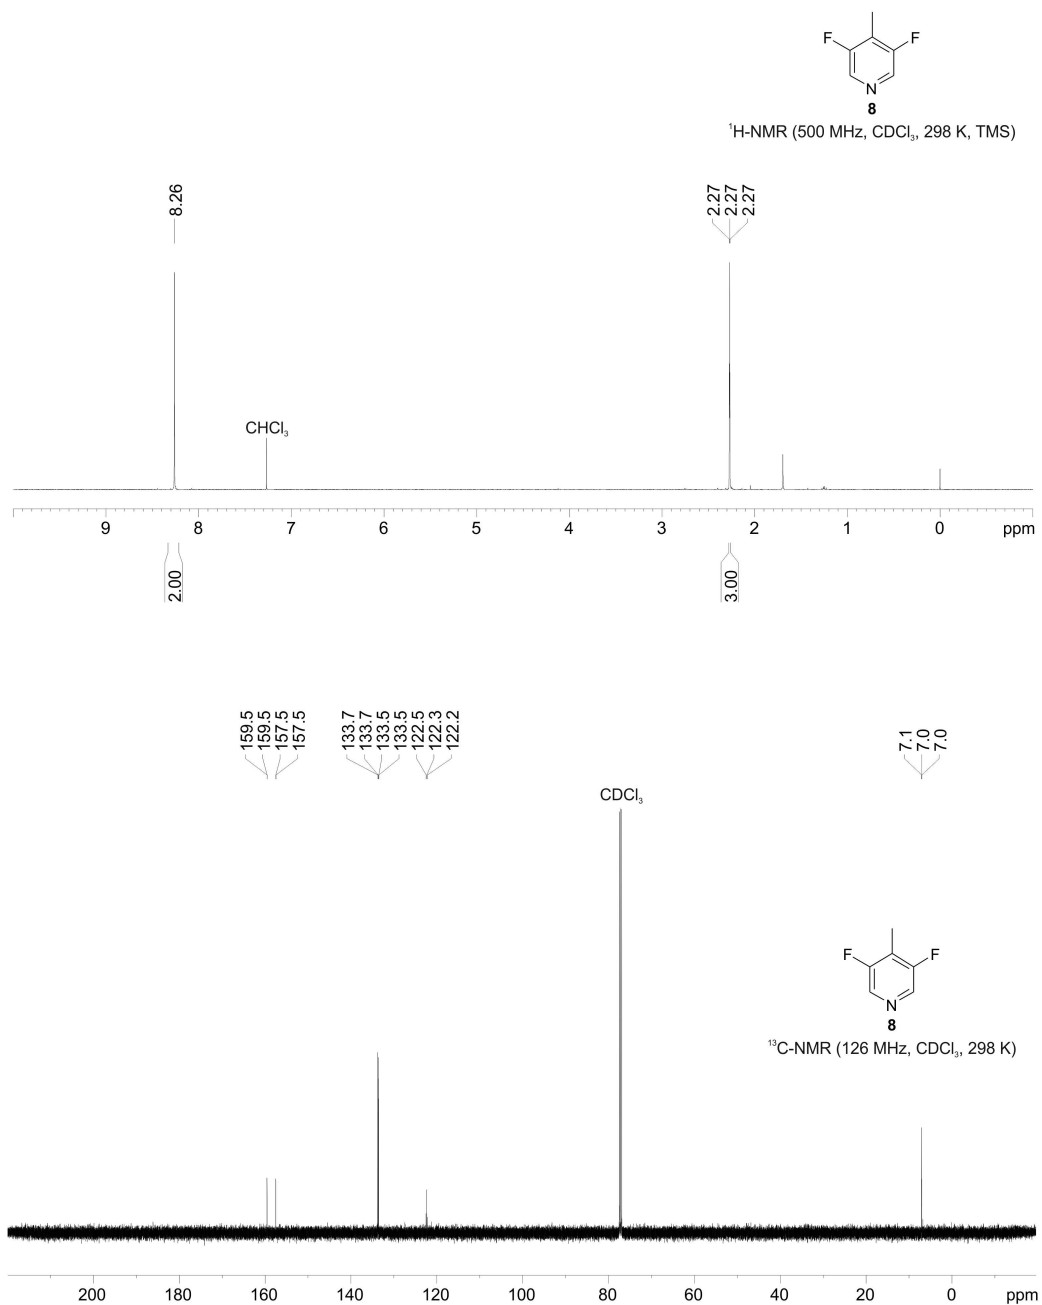 F F
N
8
¹H-NMR (500 MHz, CDCl₃, 298 K, TMS)
8.26
2.27
2.27
2.27
CHCl₃
9 8 7 6 5 4 3 2 1 0 ppm
2.00
3.00
159.5
159.5
157.5
157.5
133.7
133.7
133.5
133.5
122.5
122.3
122.2
7.1
7.0
7.0
CDCl₃
F F
N
8
¹³C-NMR (126 MHz, CDCl₃, 298 K)
200 180 160 140 120 100 80 60 40 20 0 ppm